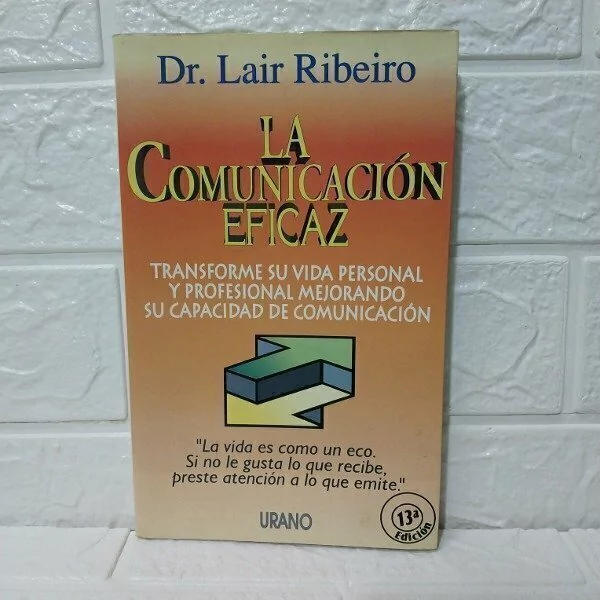 Dr. Lair Ribeiro
LA
COMUNICACIÓN
EFICAZ
TRANSFORME SU VIDA PERSONAL
Y PROFESIONAL MEJORANDO
SU CAPACIDAD DE COMUNICACIÓN
"La vida es como un eco.
Si no le gusta lo que recibe,
preste atención a lo que emite."
URANO
13ª
Edición